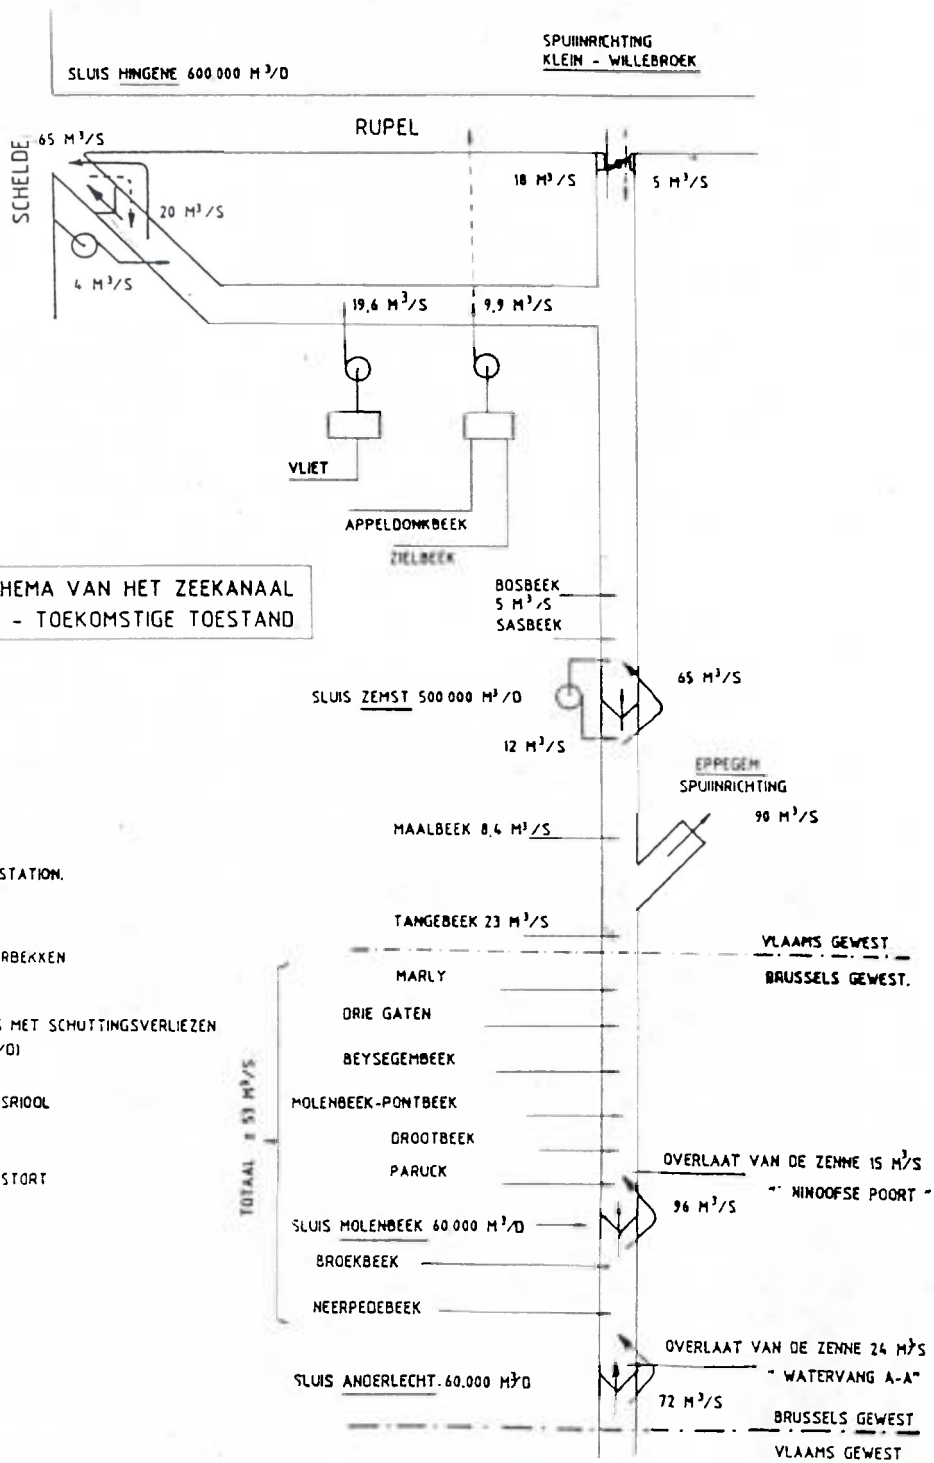 SPUIINRICHTING
KLEIN - WILLEBROEK
SLUIS HINGENE 600 000 M³/D
RUPEL
SCHELDE
65 M³/S
20 M³/S
4 M³/S
18 M³/S
5 M³/S
19,6 M³/S
9,9 M³/S
VLIET
APPELDONKBEEK
ZIELBEEK
HEMA VAN HET ZEEKANAAL
- TOEKOMSTIGE TOESTAND
BOSBEEK
5 M³/S
SASBEEK
SLUIS ZEMST 500 000 M³/D
65 M³/S
12 M³/S
EPPEGEM
SPUIINRICHTING
90 M³/S
MAALBEEK 8,4 M³/S
STATION.
TANGEBEEK 23 M³/S
VLAAMS GEWEST
BRUSSELS GEWEST.
RBEKKEN
MARLY
DRIE GATEN
S MET SCHUTTINGSVERLIEZEN
/D)
BEYSEGEMBEEK
SRIOOL
MOLENBEEK-PONTBEEK
DROOTBEEK
STORT
PARUCK
TOTAAL ± 53 M³/S
OVERLAAT VAN DE ZENNE 15 M³/S
" NINOOFSE POORT "
96 M³/S
SLUIS MOLENBEEK 60.000 M³/D
BROEKBEEK
NEERPEDEBEEK
OVERLAAT VAN DE ZENNE 24 M³/S
" WATERVANG A-A"
SLUIS ANDERLECHT.60.000 M³/D
72 M³/S
BRUSSELS GEWEST
VLAAMS GEWEST